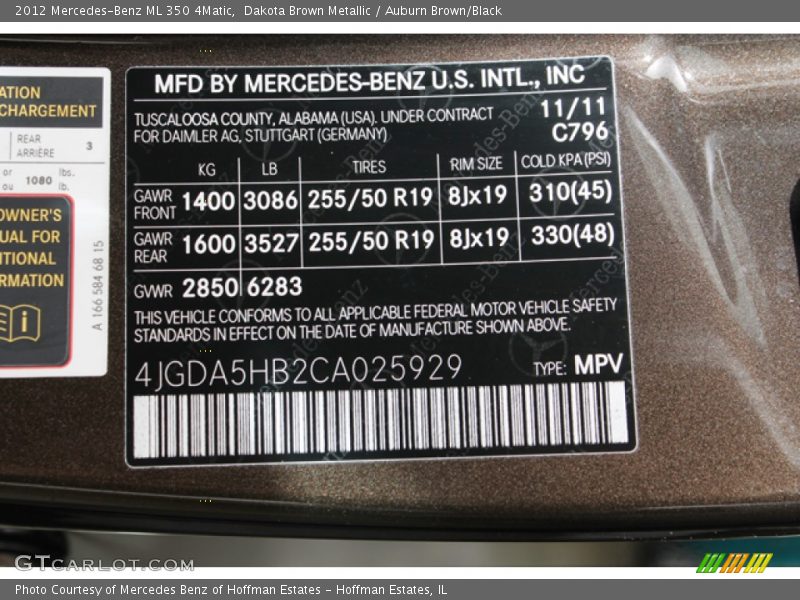 2012 Mercedes-Benz ML 350 4Matic, Dakota Brown Metallic / Auburn Brown/Black
ATION
CHARGEMENT
REAR
ARRIÈRE
3
or
ou
1080
lbs.
lb.
OWNER'S
UAL FOR
ITIONAL
RMATION
A 166 584 68 15
MFD BY MERCEDES-BENZ U.S. INTL., INC
TUSCALOOSA COUNTY, ALABAMA (USA). UNDER CONTRACT
FOR DAIMLER AG, STUTTGART (GERMANY)
11/11
C796
KG LB TIRES RIM SIZE COLD KPA(PSI)
GAWR FRONT 1400 3086 255/50 R19 8Jx19 310(45)
GAWR REAR 1600 3527 255/50 R19 8Jx19 330(48)
GWR 2850 6283
THIS VEHICLE CONFORMS TO ALL APPLICABLE FEDERAL MOTOR VEHICLE SAFETY
STANDARDS IN EFFECT ON THE DATE OF MANUFACTURE SHOWN ABOVE.
4JGDA5HB2CA025929 TYPE: MPV
GTCARLOT.COM
Photo Courtesy of Mercedes Benz of Hoffman Estates - Hoffman Estates, IL